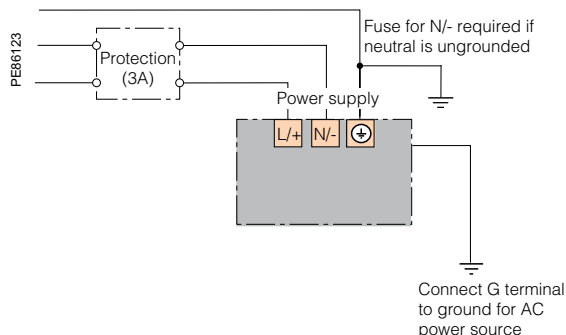 PE86123
Fuse for N/- required if
neutral is ungrounded
Protection
(3A)
Power supply
L/+
N/-
Connect G terminal
to ground for AC
power source